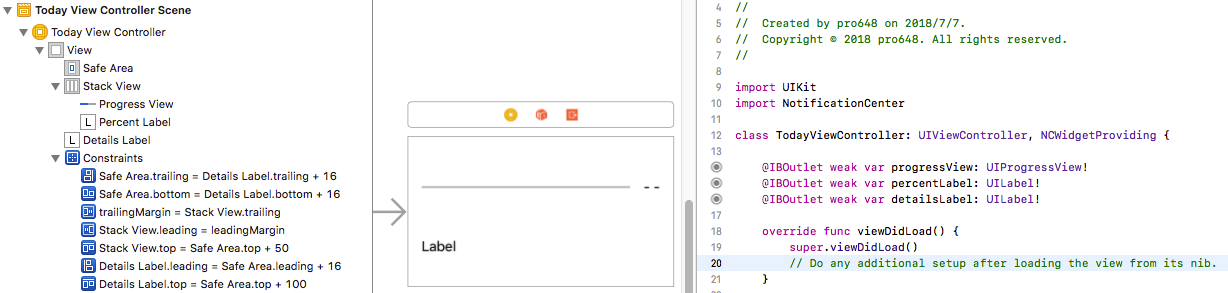 Today View Controller Scene
Today View Controller
View
Safe Area
Stack View
Progress View
L Percent Label
L Details Label
Constraints
Safe Area.trailing = Details Label.trailing + 16
Safe Area.bottom = Details Label.bottom + 16
trailingMargin = Stack View.trailing
Stack View.leading = leadingMargin
Stack View.top = Safe Area.top + 50
Details Label.leading = Safe Area.leading + 16
Details Label.top = Safe Area.top + 100
--
Label
4 //
5 // Created by pro648 on 2018/7/7.
6 // Copyright © 2018 pro648. All rights reserved.
7 //
8
9 import UIKit
10 import NotificationCenter
11
12 class TodayViewController: UIViewController, NCWidgetProviding {
13
@IBOutlet weak var progressView: UIProgressView!
@IBOutlet weak var percentLabel: UILabel!
@IBOutlet weak var detailsLabel: UILabel!
17
18 override func viewDidLoad() {
19 super.viewDidLoad()
20 // Do any additional setup after loading the view from its nib.
21 }